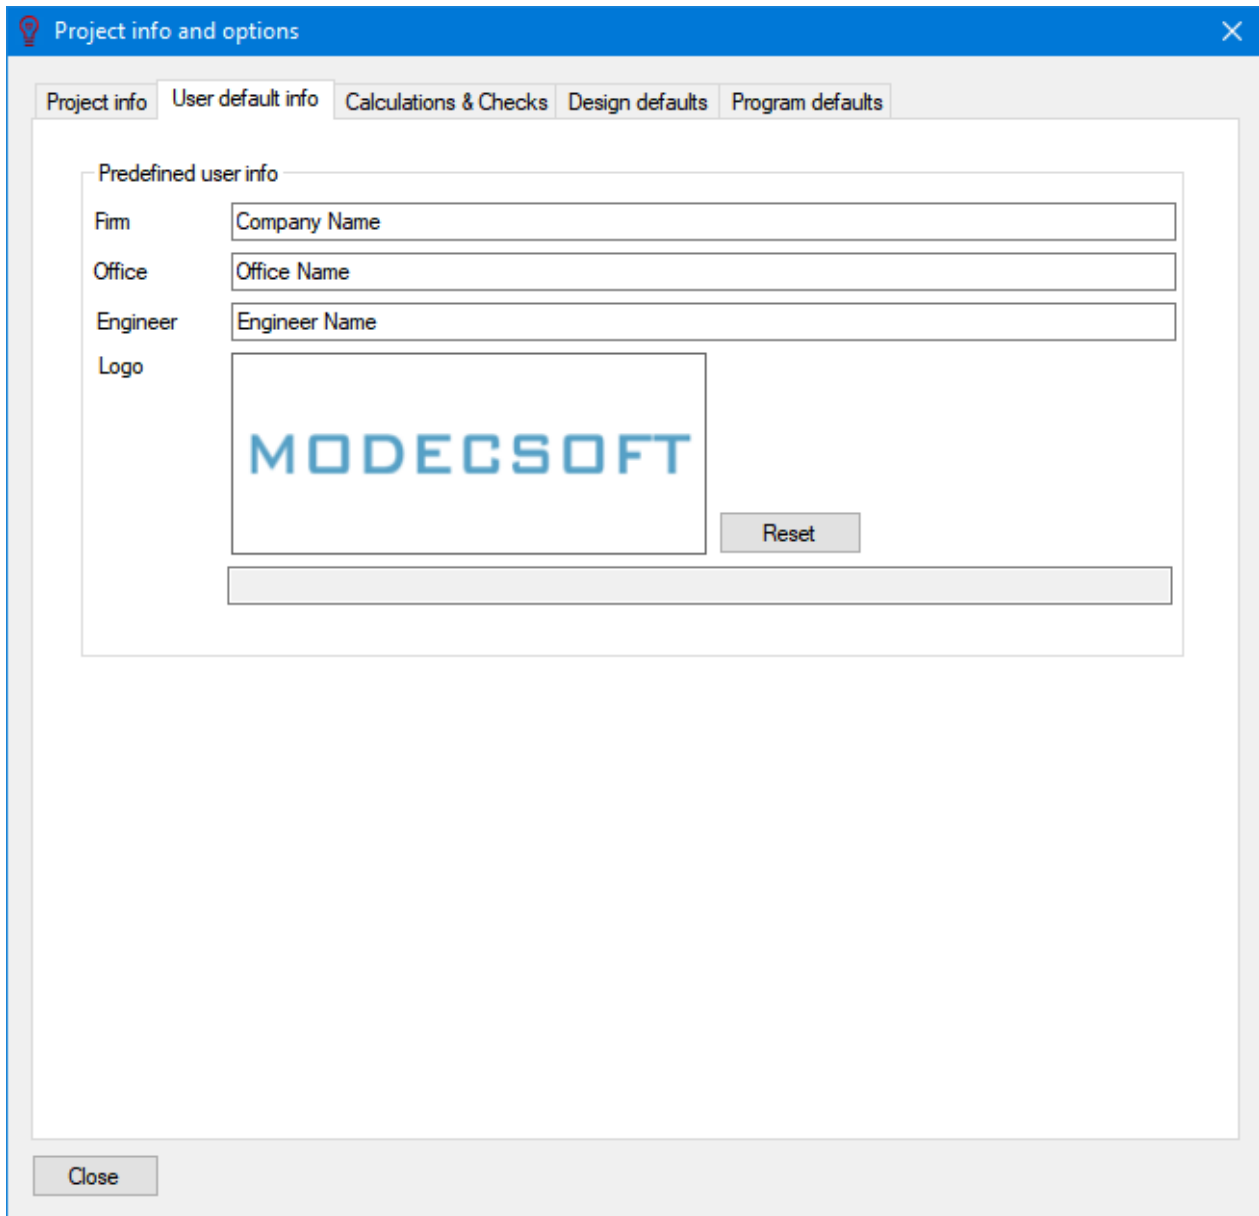 Project info and options
Project info User default info Calculations & Checks Design defaults Program defaults
Predefined user info
Firm Company Name
Office Office Name
Engineer Engineer Name
Logo
MODECSOFT
Reset
Close